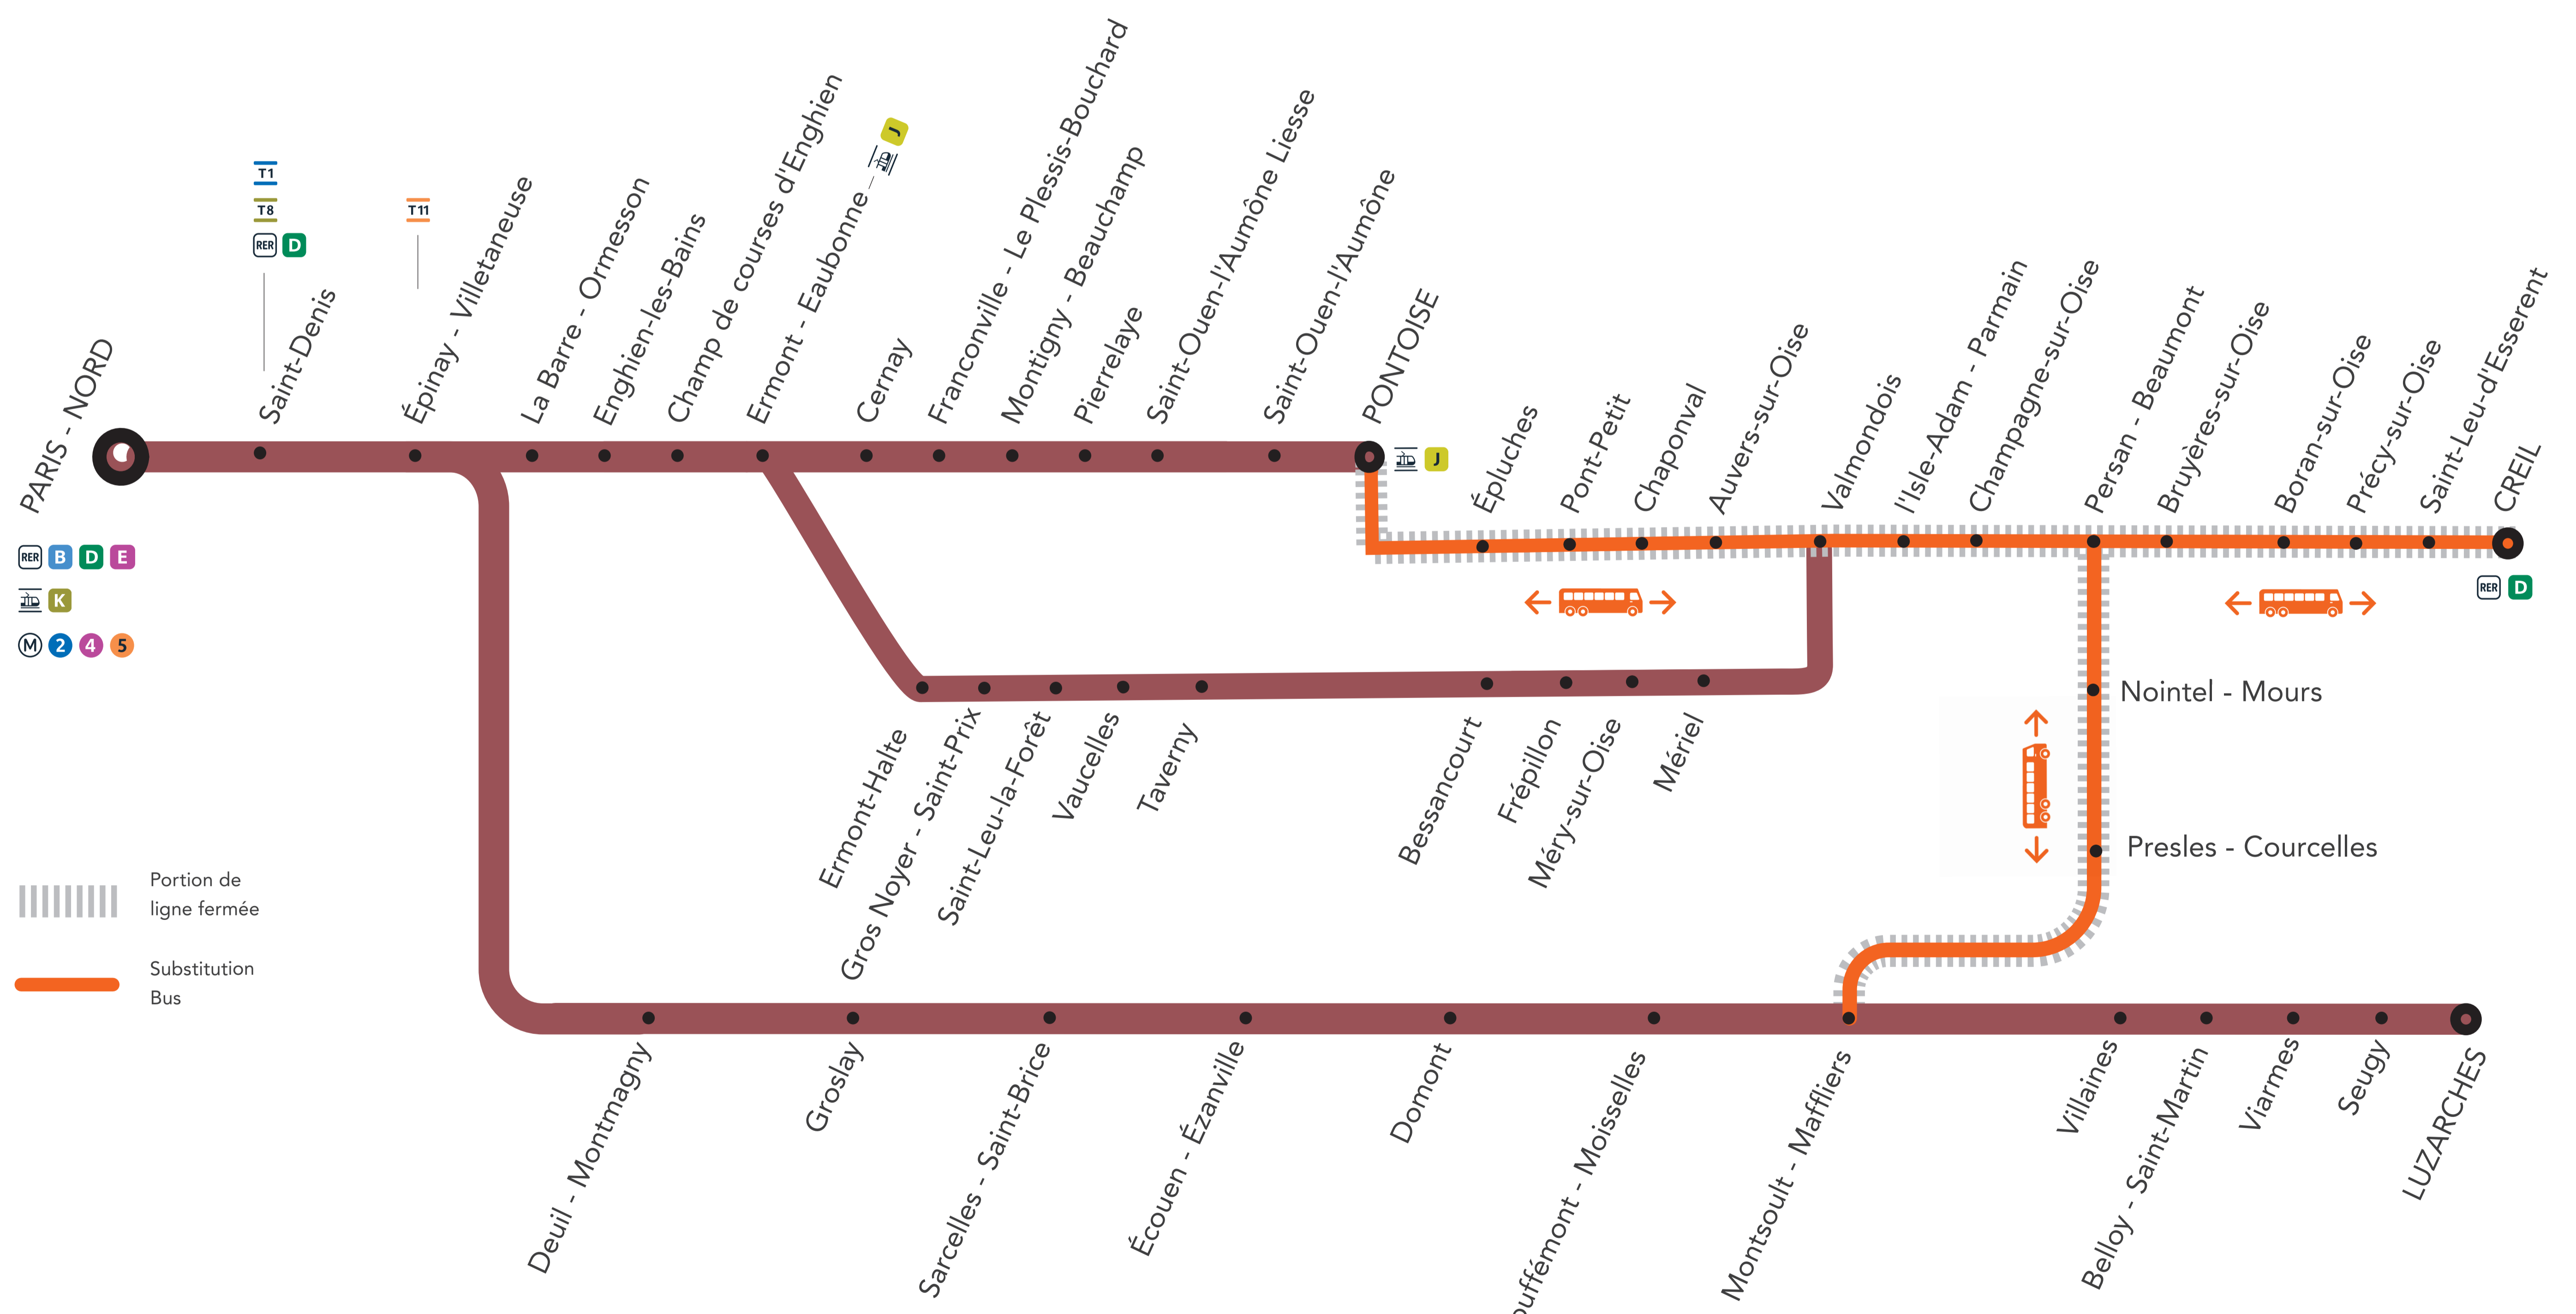 T1
T8
RER D
T11
PARIS - NORD
Saint-Denis
Épinay - Villetaneuse
La Barre - Ormesson
Enghien-les-Bains
Champ de courses d'Enghien
Ermont - Eaubonne
J
Cernay
Franconville - Le Plessis-Bouchard
Montigny - Beauchamp
Pierrelaye
Saint-Ouen-l'Aumône Liesse
Saint-Ouen-l'Aumône
PONTOISE
J
Épluches
Pont-Petit
Chaponval
Auvers-sur-Oise
Valmondois
l'Isle-Adam - Parmain
Champagne-sur-Oise
Persan - Beaumont
Bruyères-sur-Oise
Boran-sur-Oise
Précy-sur-Oise
Saint-Leu-d'Esserent
CREIL
RER D
RER B D E
K
M 2 4 5
Nointel - Mours
Presles - Courcelles
Ermont-Halte
Gros Noyer - Saint-Prix
Saint-Leu-la-Forêt
Vaucelles
Taverny
Bessancourt
Frépillon
Méry-sur-Oise
Mériel
Portion de
ligne fermée
Substitution
Bus
Deuil - Montmagny
Groslay
Sarcelles - Saint-Brice
Écouen - Ézanville
Domont
ouffémont - Moisselles
Montsoult - Maffliers
Villaines
Belloy - Saint-Martin
Viarmes
Seugy
LUZARCHES